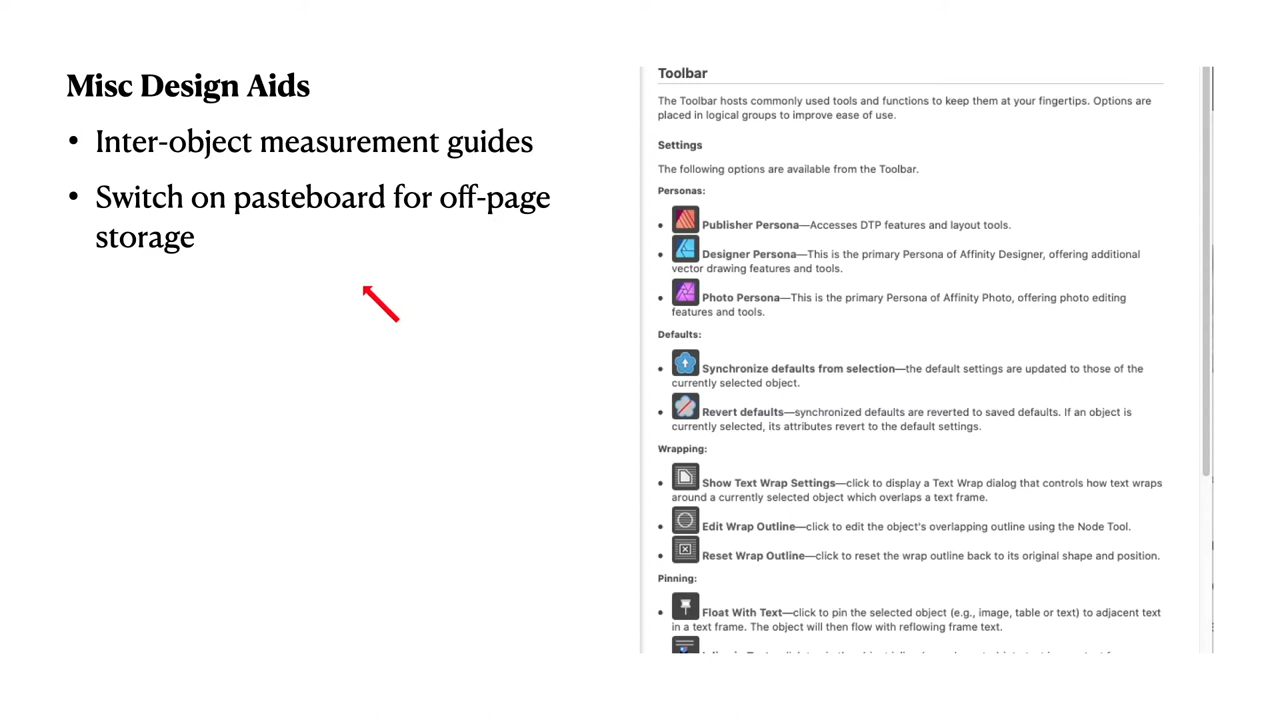 Misc Design Aids
• Inter-object measurement guides
• Switch on pasteboard for off-page
storage
Toolbar
The Toolbar hosts commonly used tools and functions to keep them at your fingertips. Options are
placed in logical groups to improve ease of use.
Settings
The following options are available from the Toolbar.
Personas:
• Publisher Persona—Accesses DTP features and layout tools.
• Designer Persona—This is the primary Persona of Affinity Designer, offering additional
vector drawing features and tools.
• Photo Persona—This is the primary Persona of Affinity Photo, offering photo editing
features and tools.
Defaults:
• Synchronize defaults from selection—the default settings are updated to those of the
currently selected object.
• Revert defaults—synchronized defaults are reverted to saved defaults. If an object is
currently selected, its attributes revert to the default settings.
Wrapping:
• Show Text Wrap Settings—click to display a Text Wrap dialog that controls how text wraps
around a currently selected object which overlaps a text frame.
• Edit Wrap Outline—click to edit the object's overlapping outline using the Node Tool.
• Reset Wrap Outline—click to reset the wrap outline back to its original shape and position.
Pinning:
• Float With Text—click to pin the selected object (e.g., image, table or text) to adjacent text
in a text frame. The object will then flow with reflowing frame text.